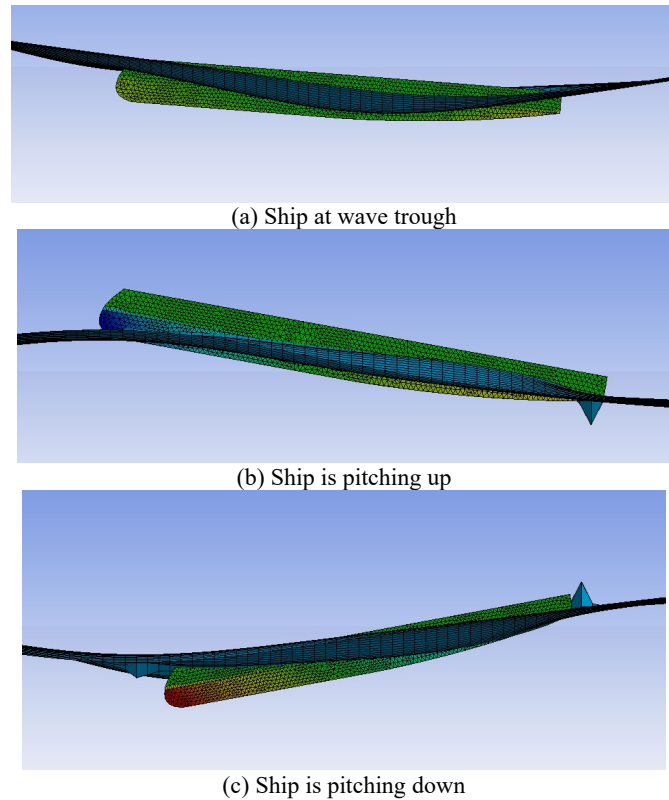 (a) Ship at wave trough
(b) Ship is pitching up
(c) Ship is pitching down